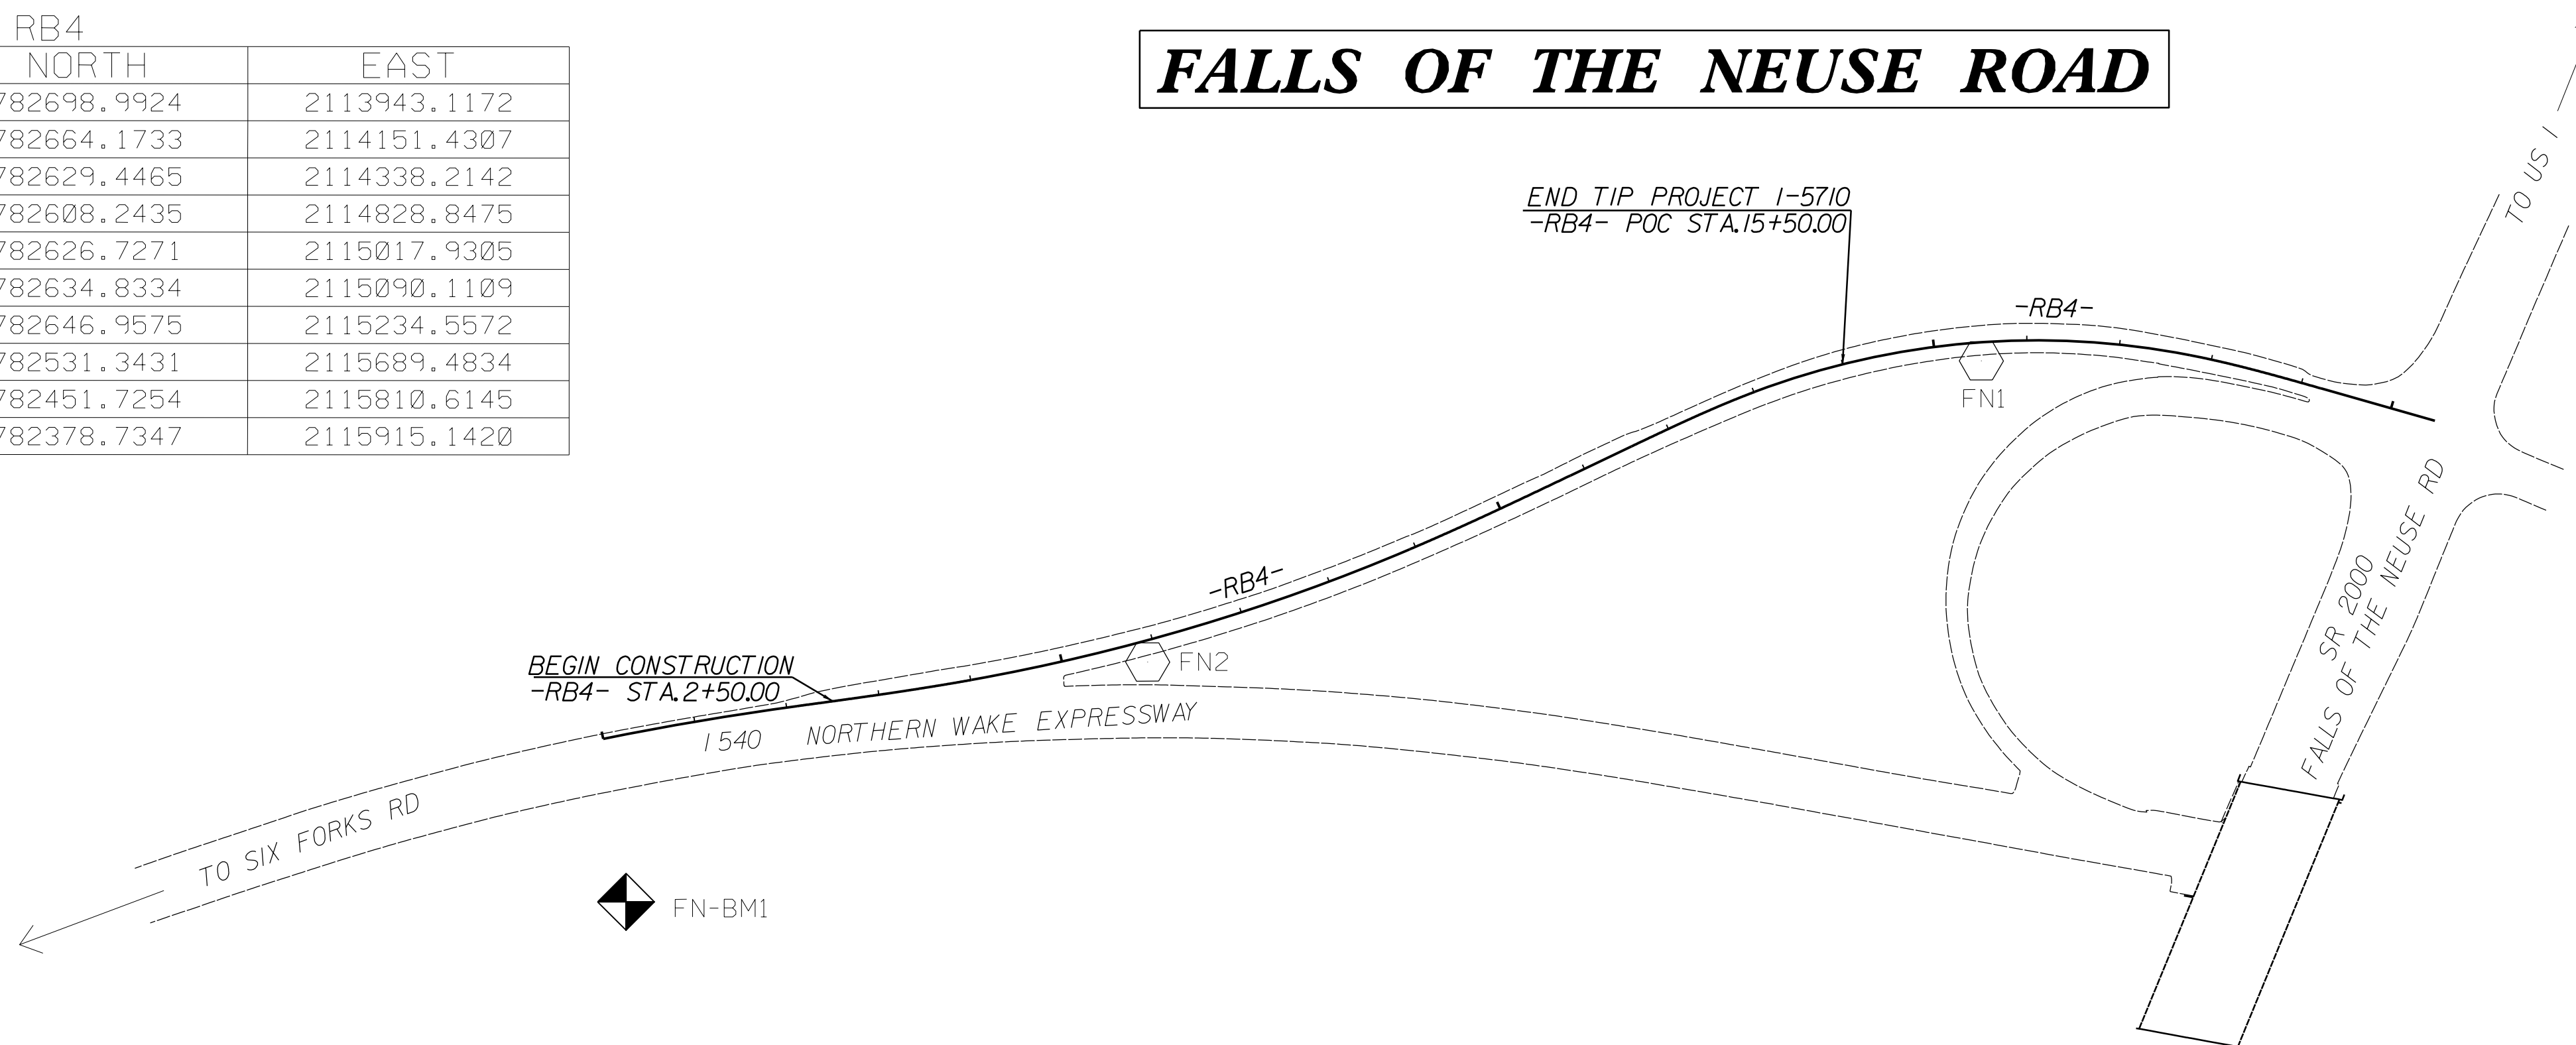 RB4
NORTH EAST
782698.9924 2113943.1172
782664.1733 2114151.4307
782629.4465 2114338.2142
782608.2435 2114828.8475
782626.7271 2115017.9305
782634.8334 2115090.1109
782646.9575 2115234.5572
782531.3431 2115689.4834
782451.7254 2115810.6145
782378.7347 2115915.1420
FALLS OF THE NEUSE ROAD
TO US 1
END TIP PROJECT I-5710
-RB4- POC STA.15+50.00
-RB4-
FN1
-RB4-
BEGIN CONSTRUCTION
-RB4- STA.2+50.00
FN2
I 540 NORTHERN WAKE EXPRESSWAY
SR 2000
FALLS OF THE NEUSE RD
TO SIX FORKS RD
FN-BM1